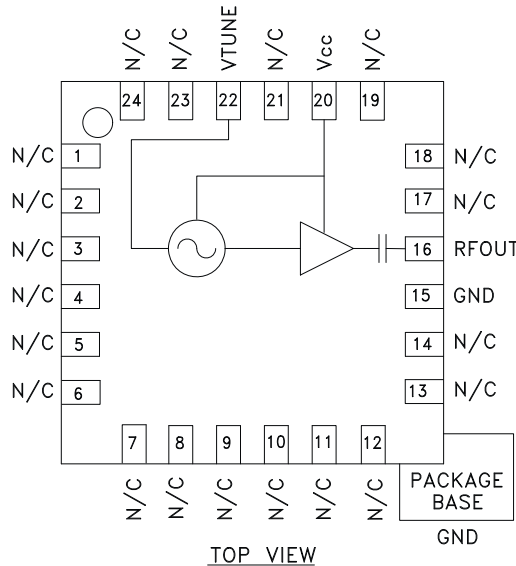 N/C N/C VTUNE N/C Vcc N/C
24 23 22 21 20 19
N/C 1 18 N/C
N/C 2 17 N/C
N/C 3 16 RFOUT
N/C 4 15 GND
N/C 5 14 N/C
N/C 6 13 N/C
7 8 9 10 11 12
N/C N/C N/C N/C N/C N/C
PACKAGE
BASE
GND
TOP VIEW